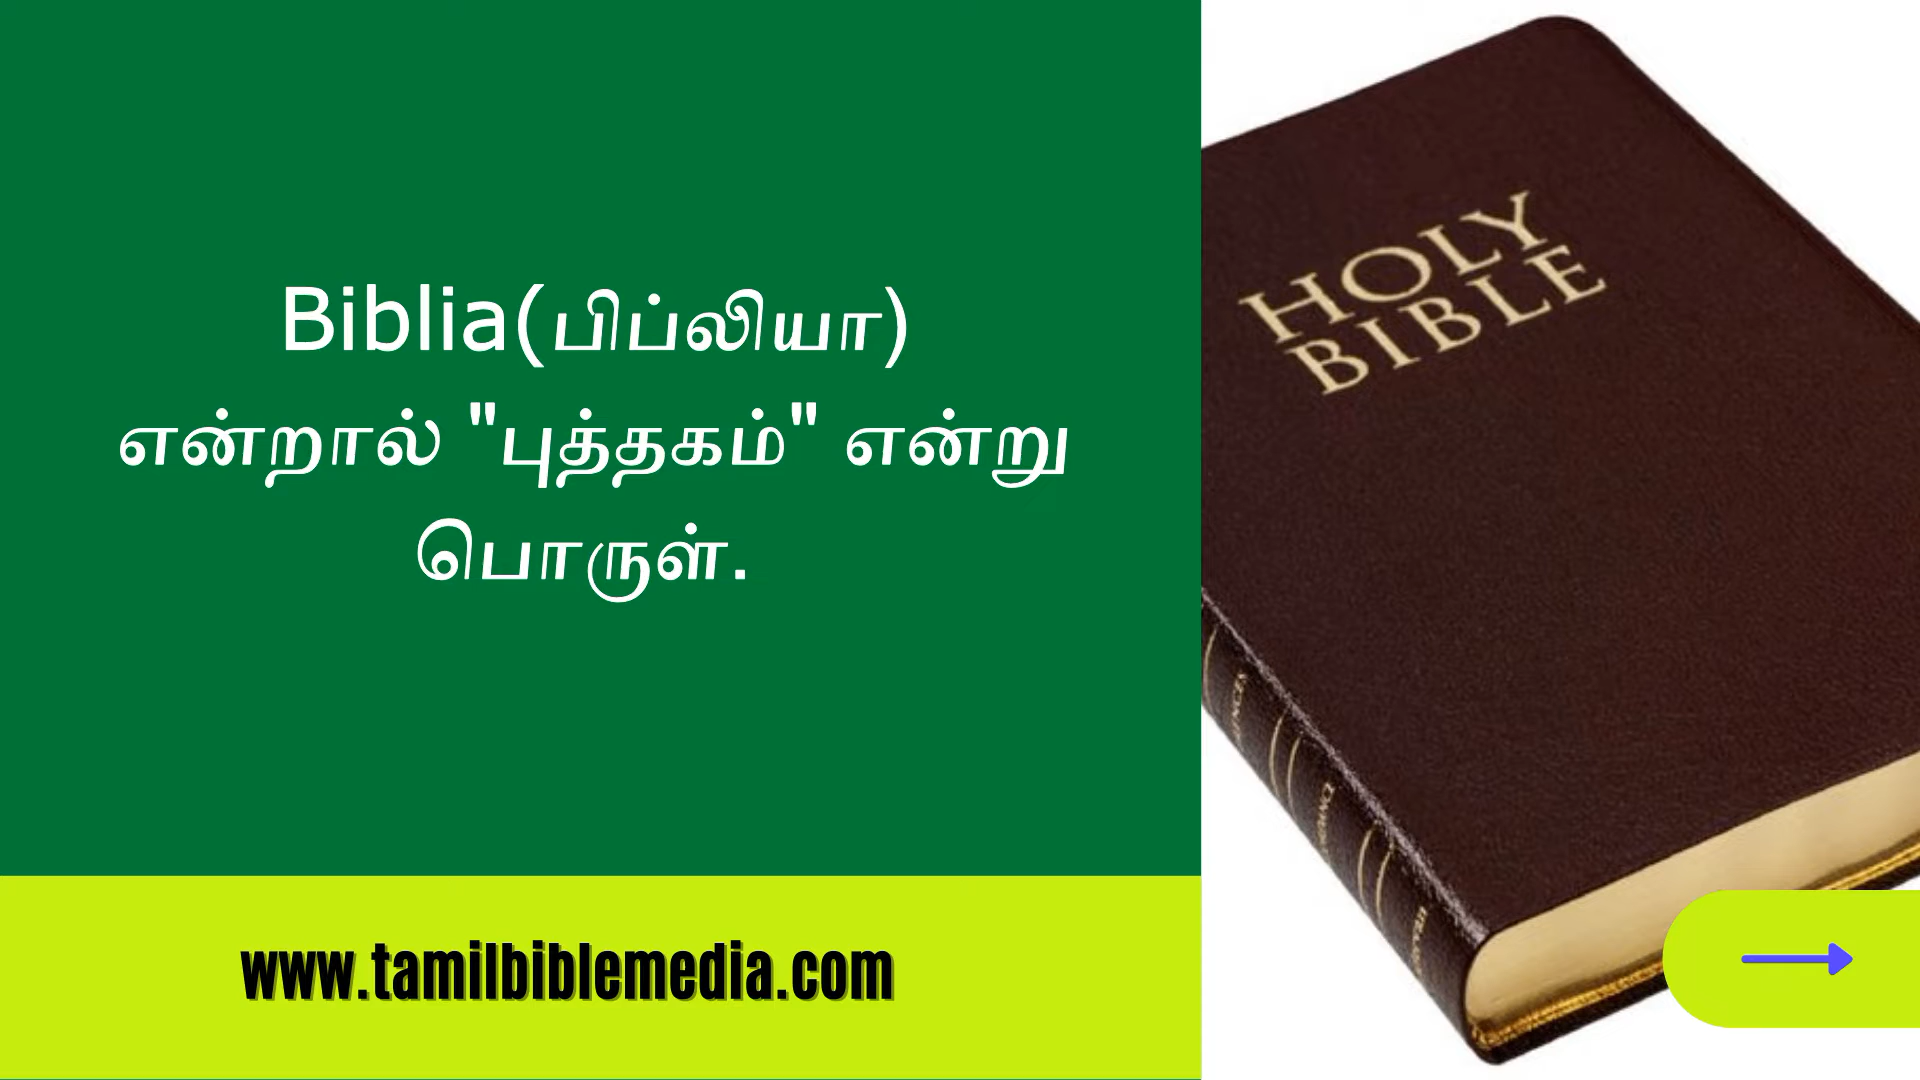 Biblia(பிப்லியா)
என்றால் "புத்தகம்" என்று
பொருள்.
www.tamilbiblemedia.com
HOLY
BIBLE